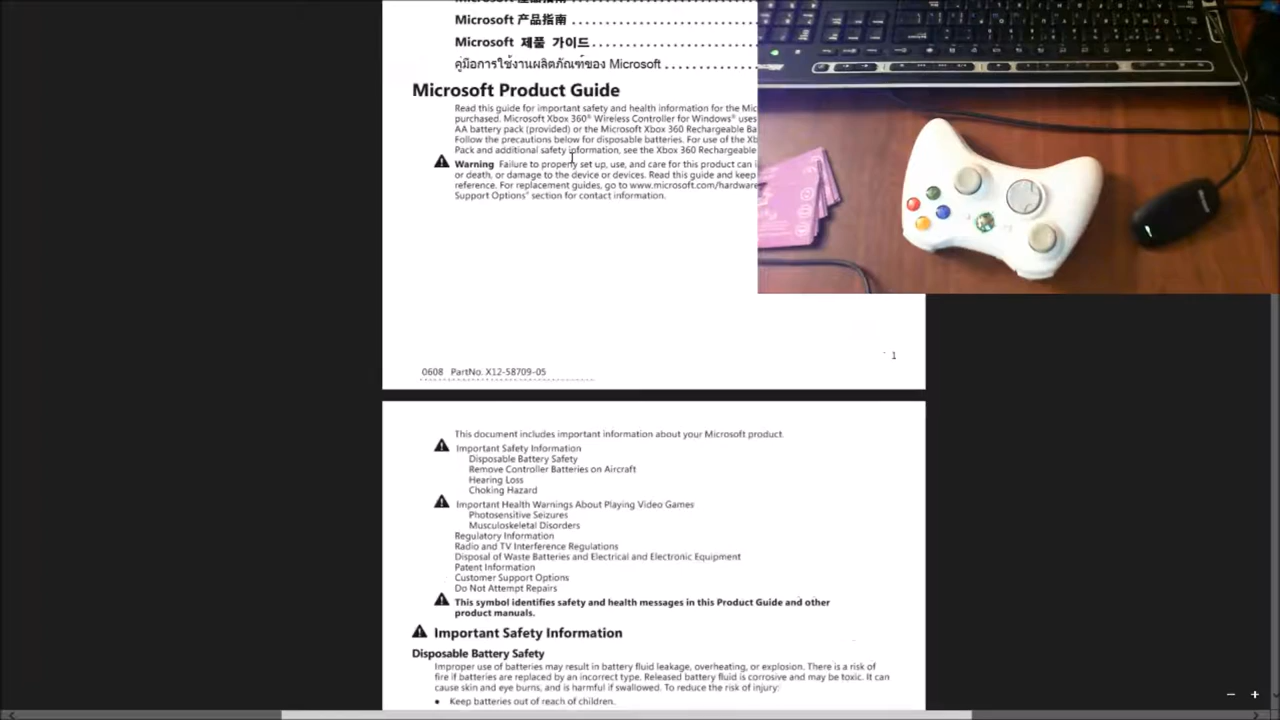 Microsoft 产品指南
Microsoft 제품 가이드
คู่มือการใช้งานผลิตภัณฑ์ของ Microsoft
Microsoft Product Guide
Read this guide for important safety and health information for the Mic
purchased. Microsoft Xbox 360® Wireless Controller for Windows® uses
AA battery pack (provided) or the Microsoft Xbox 360 Rechargeable Ba
Follow the precautions below for disposable batteries. For use of the Xb
Pack and additional safety information, see the Xbox 360 Rechargeable
Warning Failure to properly set up, use, and care for this product can i
or death, or damage to the device or devices. Read this guide and keep
reference. For replacement guides, go to www.microsoft.com/hardware
Support Options" section for contact information.
1
0608 PartNo. X12-58709-05
This document includes important information about your Microsoft product.
Important Safety Information
Disposable Battery Safety
Remove Controller Batteries on Aircraft
Hearing Loss
Choking Hazard
Important Health Warnings About Playing Video Games
Photosensitive Seizures
Musculoskeletal Disorders
Regulatory Information
Radio and TV Interference Regulations
Disposal of Waste Batteries and Electrical and Electronic Equipment
Patent Information
Customer Support Options
Do Not Attempt Repairs
This symbol identifies safety and health messages in this Product Guide and other
product manuals.
Important Safety Information
Disposable Battery Safety
Improper use of batteries may result in battery fluid leakage, overheating, or explosion. There is a risk of
fire if batteries are replaced by an incorrect type. Released battery fluid is corrosive and may be toxic. It can
cause skin and eye burns, and is harmful if swallowed. To reduce the risk of injury:
• Keep batteries out of reach of children.